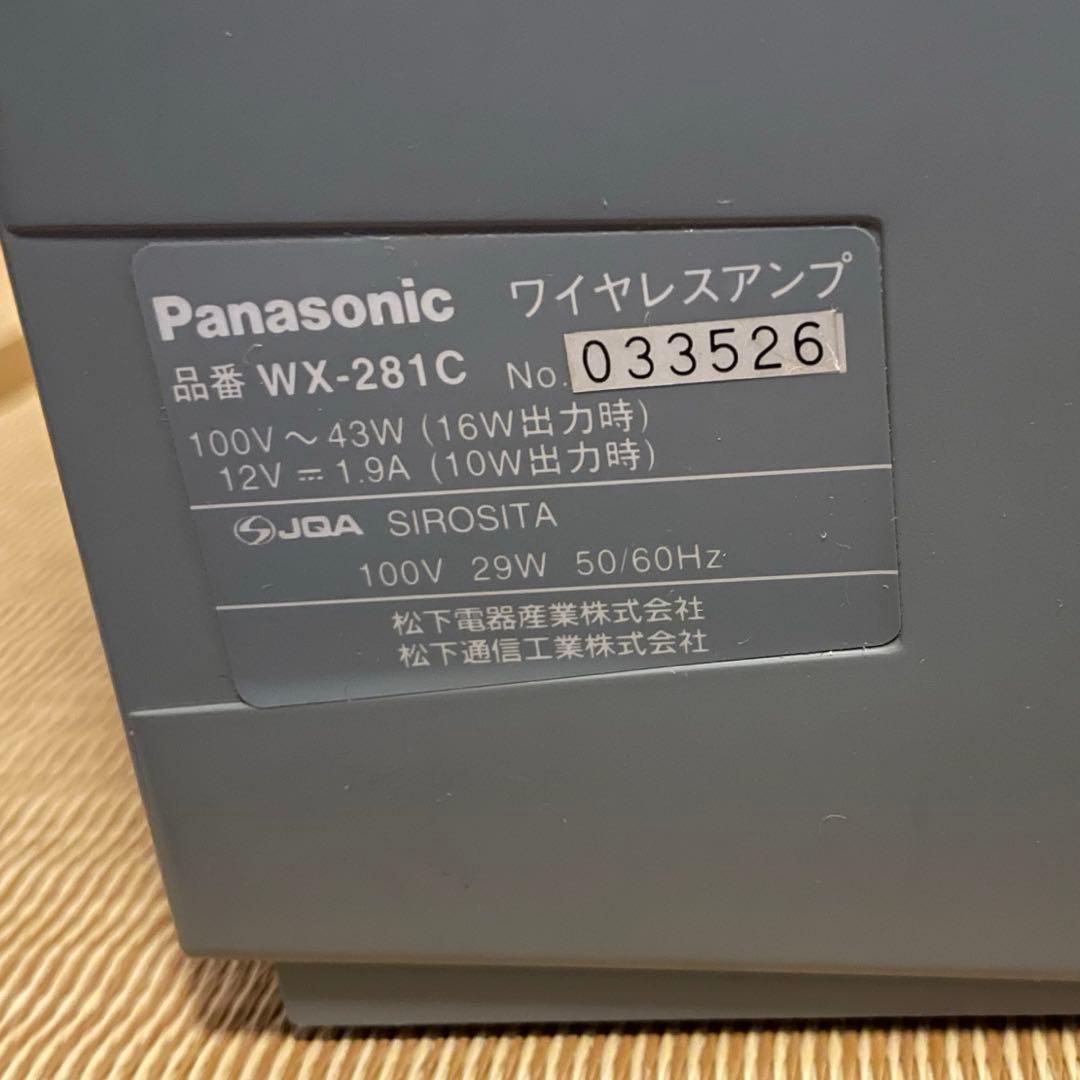 Panasonic ワイヤレスアンプ
品番 WX-281C No. 033526
100V～43W (16W出力時)
12V⎓1.9A (10W出力時)
JQA SIROSITA
100V 29W 50/60Hz
松下電器産業株式会社
松下通信工業株式会社